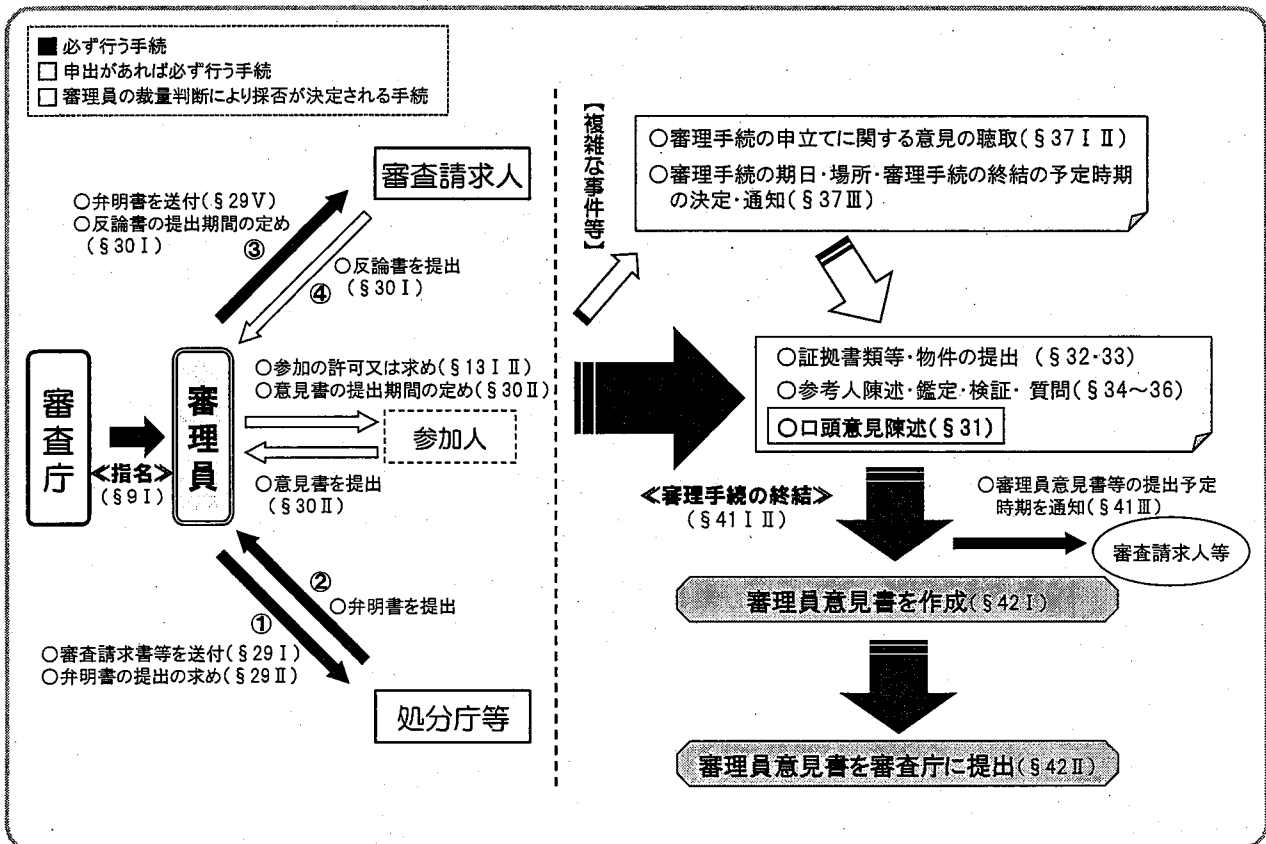 ■ 必ず行う手続
□ 申出があれば必ず行う手続
□ 審理員の裁量判断により採否が決定される手続
審査請求人
○弁明書を送付(§29Ⅴ)
○反論書の提出期間の定め
(§30Ⅰ)
③
○反論書を提出
(§30Ⅰ)
④
審査庁
≪指名≫
(§9Ⅰ)
審理員
○参加の許可又は求め(§13ⅠⅡ)
○意見書の提出期間の定め(§30Ⅱ)
参加人
○意見書を提出
(§30Ⅱ)
②
○弁明書を提出
①
○審査請求書等を送付(§29Ⅰ)
○弁明書の提出の求め(§29Ⅱ)
処分庁等
【複雑な事件等】
○審理手続の申立てに関する意見の聴取(§37ⅠⅡ)
○審理手続の期日・場所・審理手続の終結の予定時期
の決定・通知(§37Ⅲ)
○証拠書類等・物件の提出 (§32・33)
○参考人陳述・鑑定・検証・質問(§34～36)
○口頭意見陳述(§31)
≪審理手続の終結≫
(§41ⅠⅡ)
○審理員意見書等の提出予定
時期を通知(§41Ⅲ)
審査請求人等
審理員意見書を作成(§42Ⅰ)
審理員意見書を審査庁に提出(§42Ⅱ)